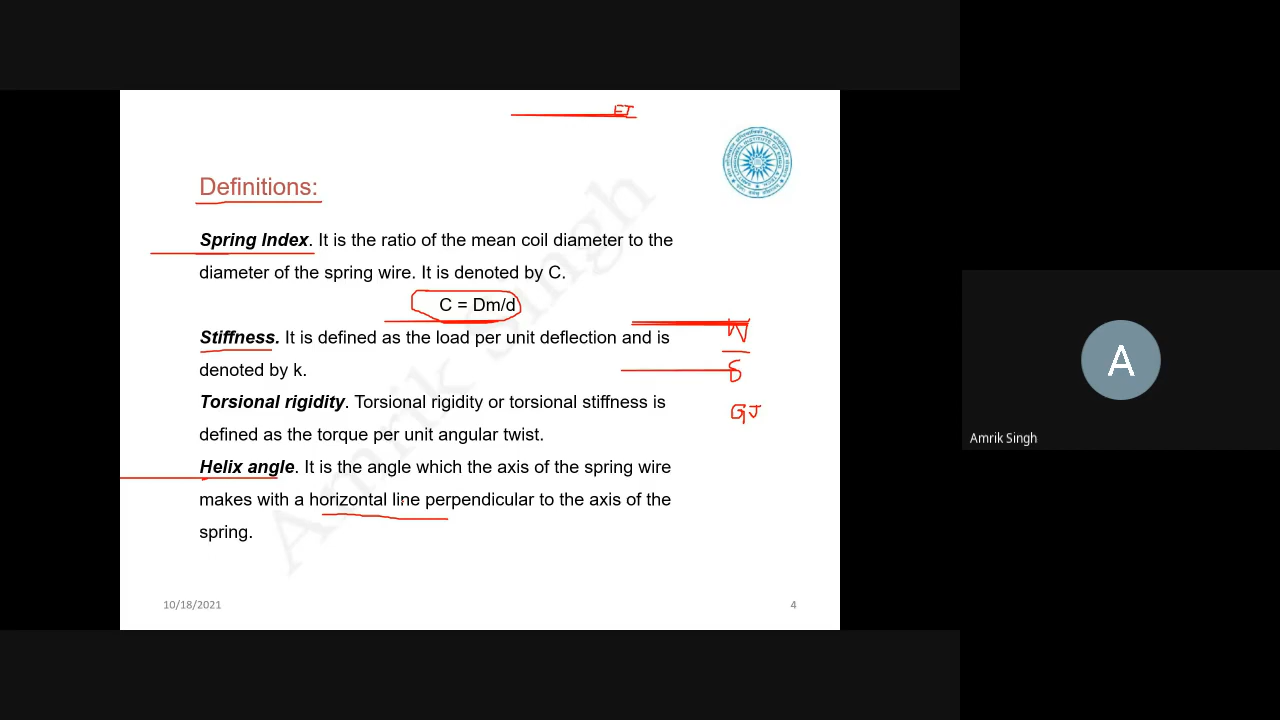 EI
Definitions:
Spring Index. It is the ratio of the mean coil diameter to the
diameter of the spring wire. It is denoted by C.
C = Dm/d
Stiffness. It is defined as the load per unit deflection and is
denoted by k.
W
δ
Torsional rigidity. Torsional rigidity or torsional stiffness is
defined as the torque per unit angular twist.
GJ
Helix angle. It is the angle which the axis of the spring wire
makes with a horizontal line perpendicular to the axis of the
spring.
Amrik Singh
10/18/2021
4
A
Amrik Singh